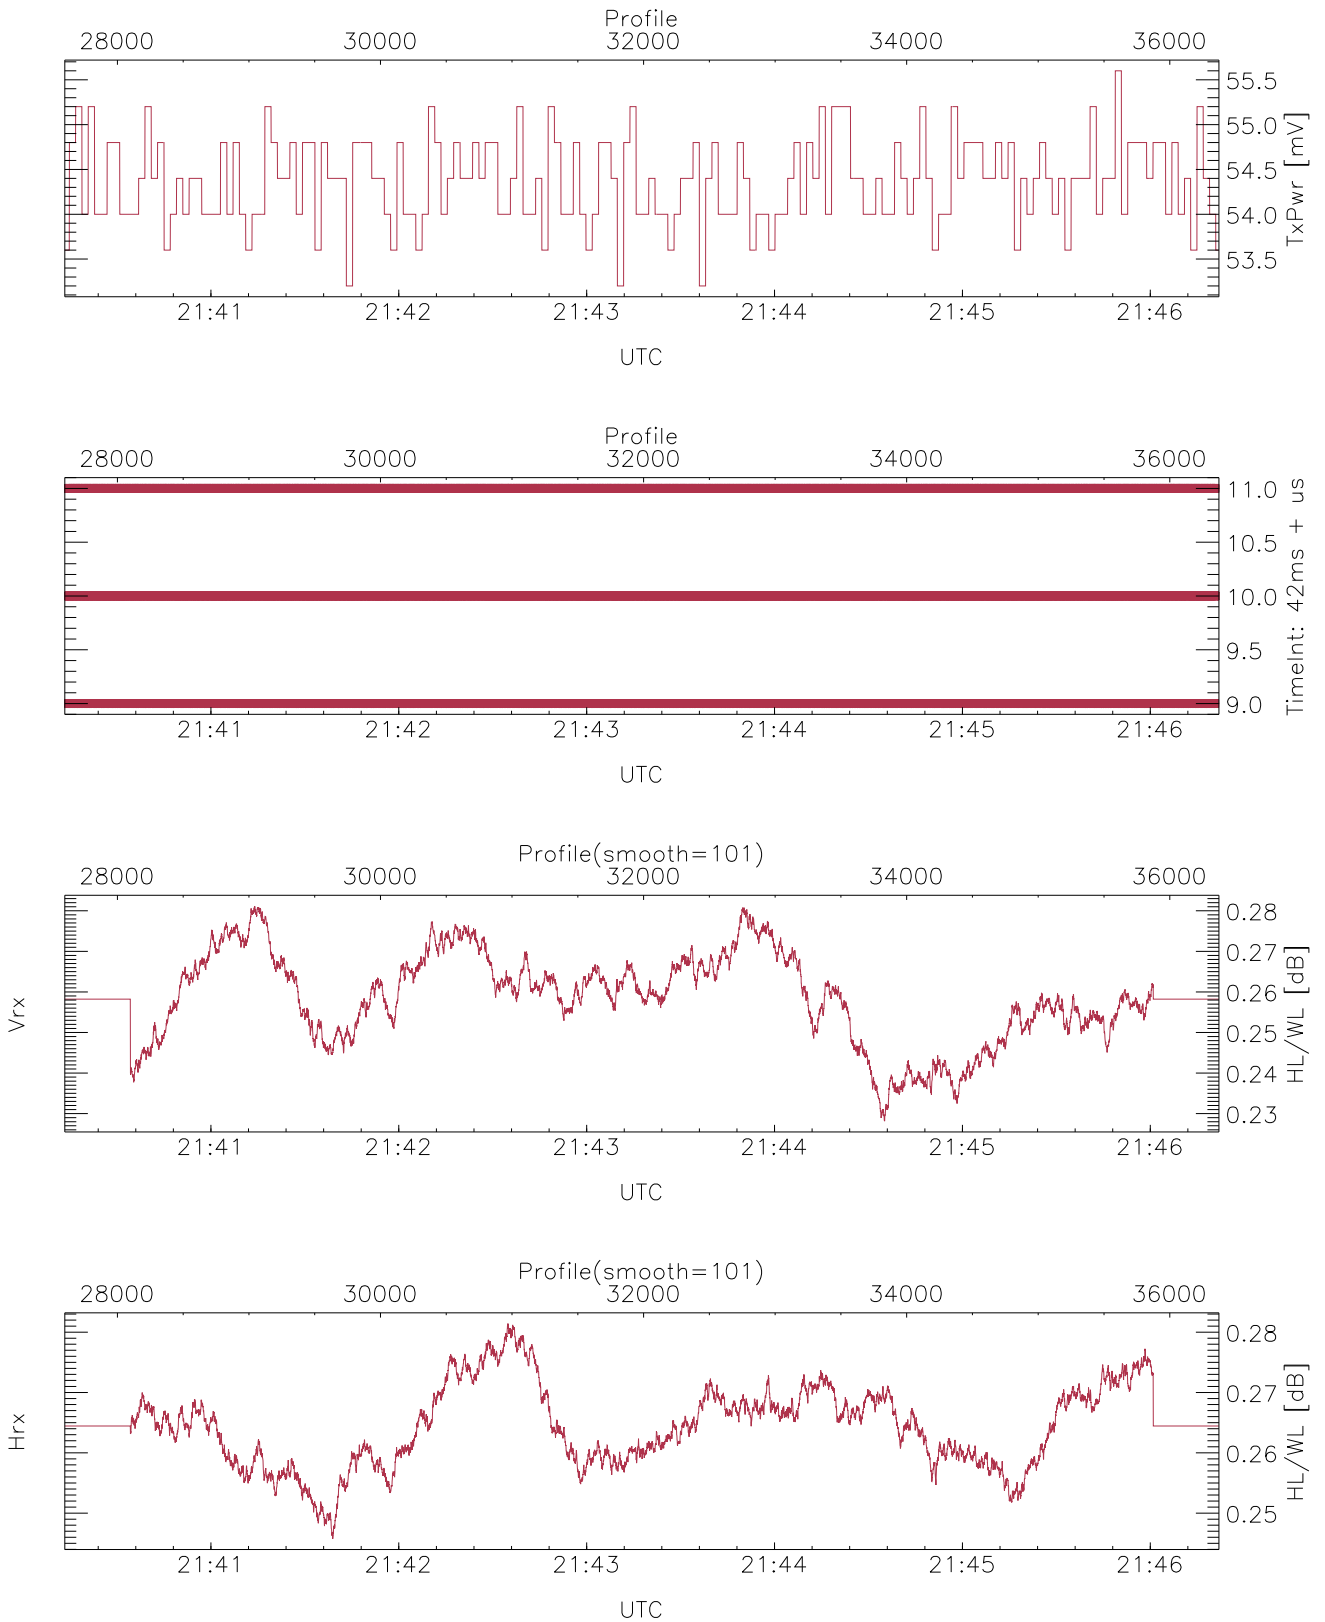 Profile
28000 30000 32000 34000 36000
55.5
55.0
54.5
54.0
53.5
TxPwr [mV]
21:41 21:42 21:43 21:44 21:45 21:46
UTC
Profile
28000 30000 32000 34000 36000
11.0
10.5
10.0
9.5
9.0
TimeInt: 42ms + us
21:41 21:42 21:43 21:44 21:45 21:46
UTC
Profile(smooth=101)
28000 30000 32000 34000 36000
Vrx
0.28
0.27
0.26
0.25
0.24
0.23
HL/WL [dB]
21:41 21:42 21:43 21:44 21:45 21:46
UTC
Profile(smooth=101)
28000 30000 32000 34000 36000
Hrx
0.28
0.27
0.26
0.25
HL/WL [dB]
21:41 21:42 21:43 21:44 21:45 21:46
UTC